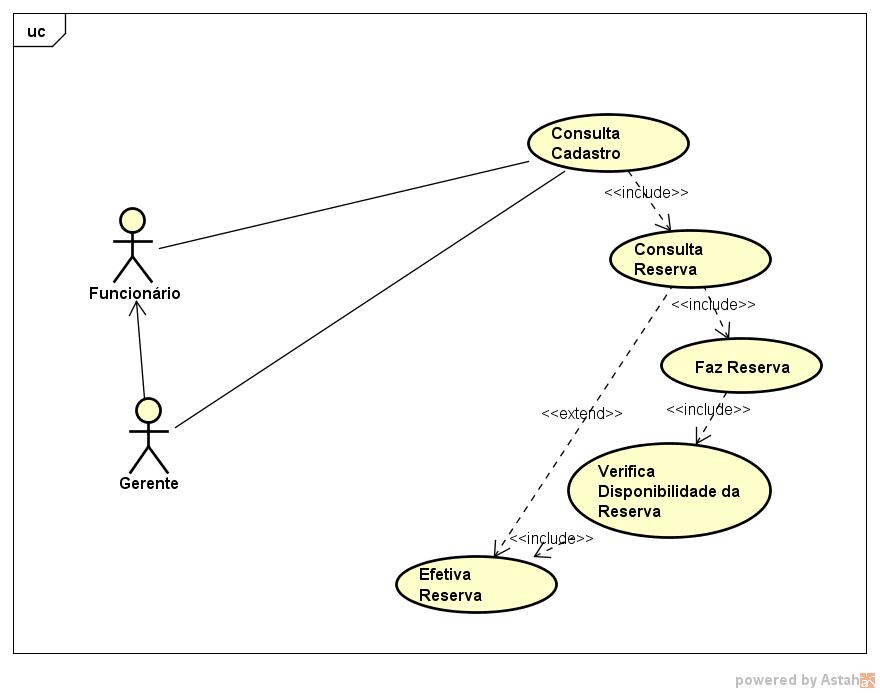 uc
Consulta
Cadastro
<<include>>
Consulta
Reserva
Funcionário
<<include>>
Faz Reserva
<<include>>
<<extend>>
Verifica
Disponibilidade da
Reserva
Gerente
<<include>>
Efetiva
Reserva
powered by Astah